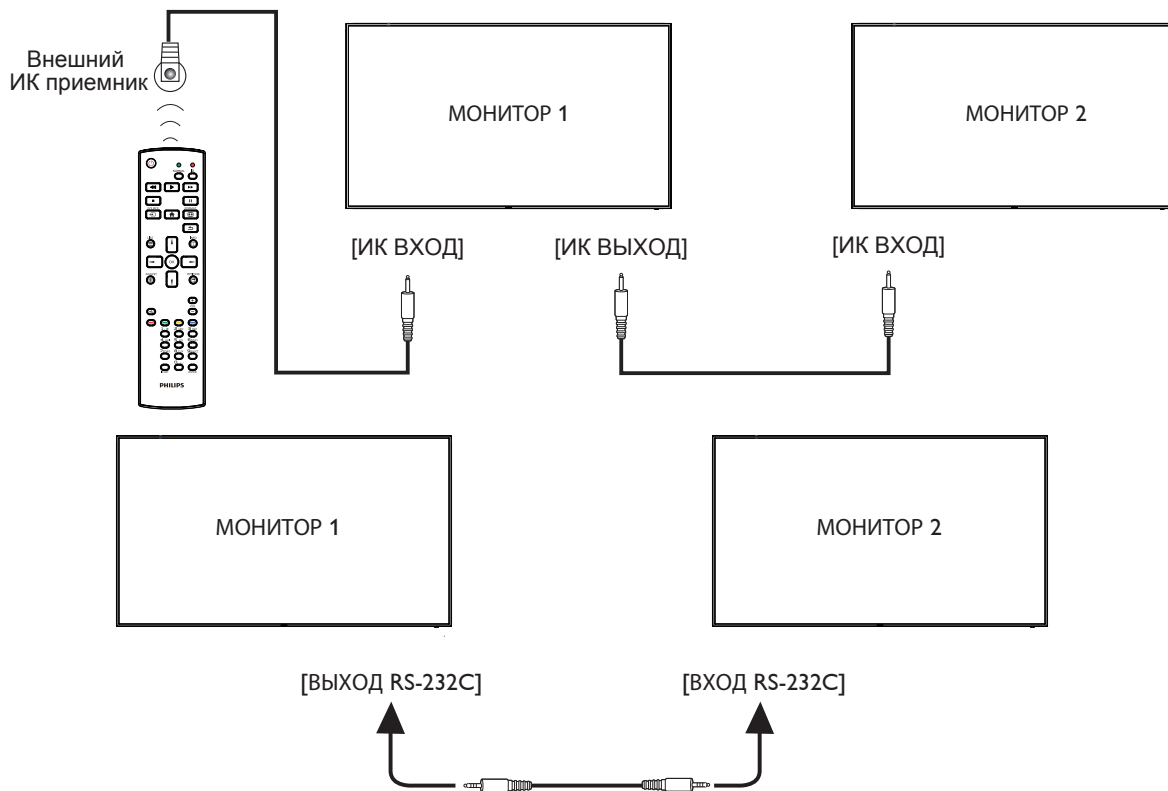 Внешний
ИК приемник
МОНИТОР 1
МОНИТОР 2
[ИК ВХОД]
[ИК ВЫХОД]
[ИК ВХОД]
PHILIPS
МОНИТОР 1
МОНИТОР 2
[ВЫХОД RS-232C]
[ВХОД RS-232C]